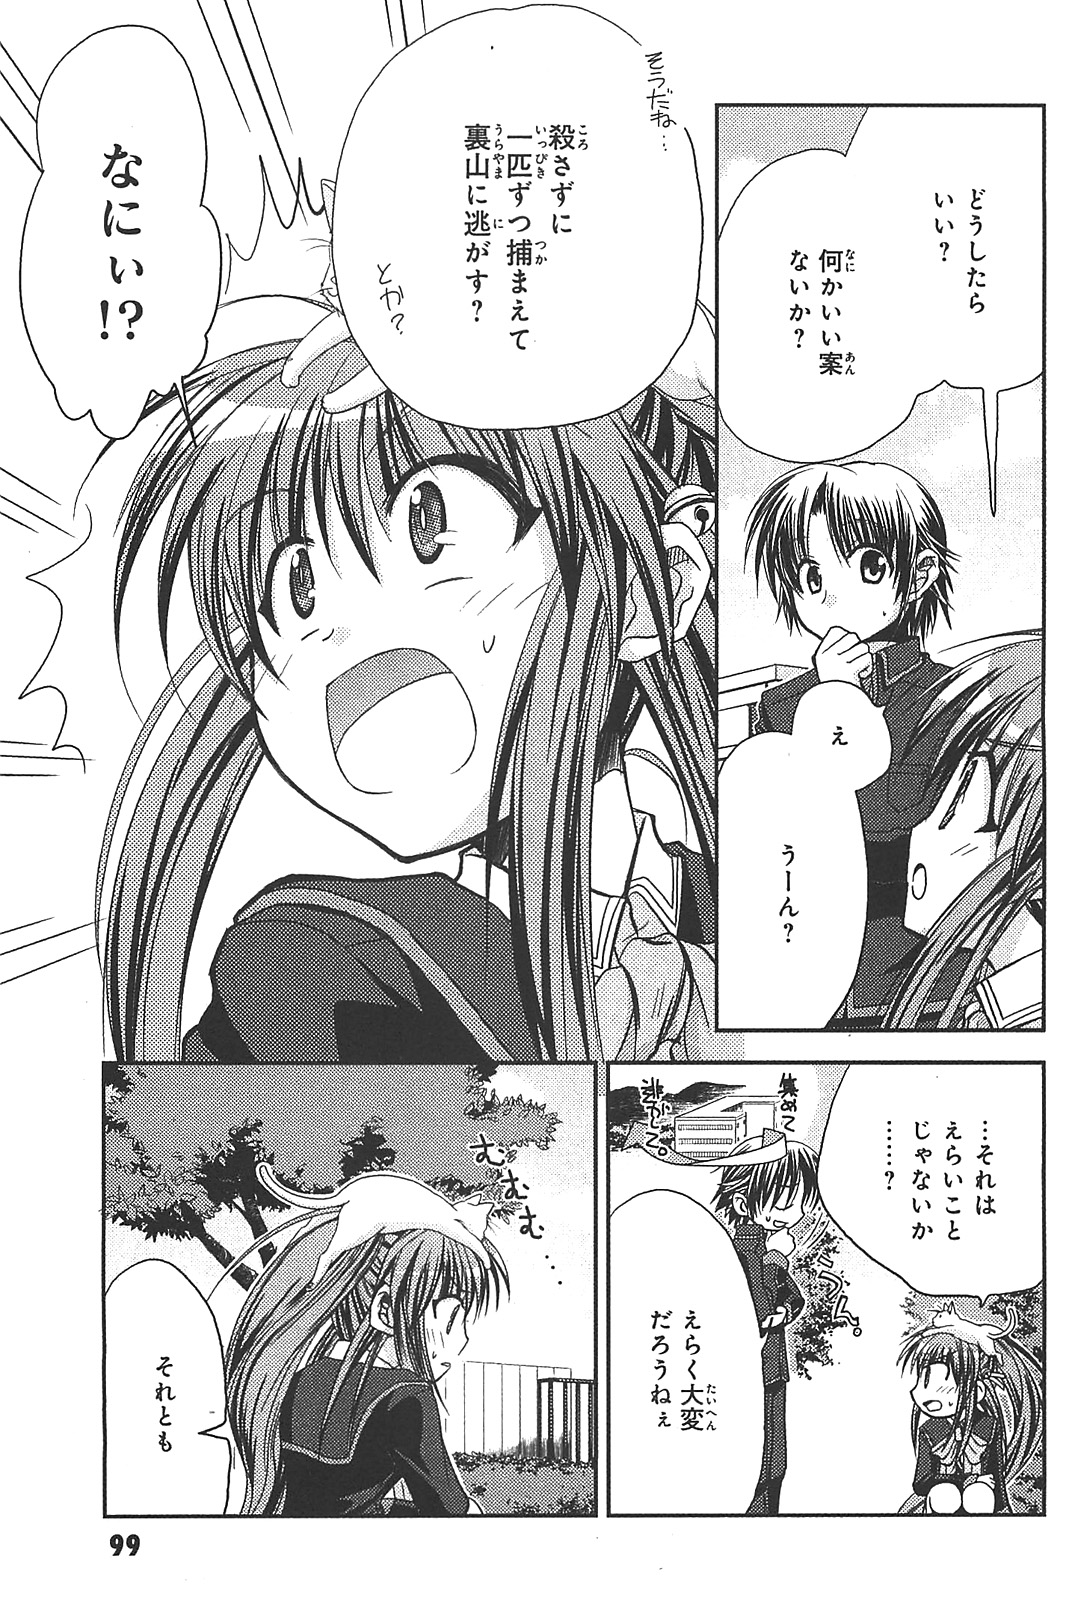 どうしたら
いい？
何かいい案
ないか？
え
うーん？
そうだね…
殺さずに
一匹ずつ捕まえて
裏山に逃がす？
とか？
なにぃ!?
…それは
えらいこと
じゃないか
……？
集めて
逃がして。
うん。
えらく大変
だろうねぇ
むむむ…
…
それとも
99